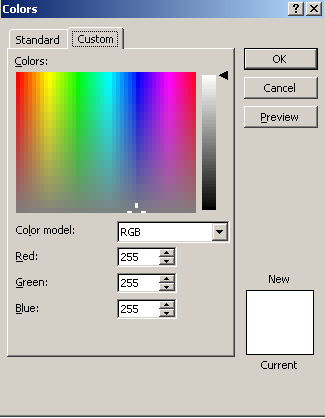 Colors
Standard
Custom
Colors:
OK
Cancel
Preview
Color model:
RGB
Red:
255
Green:
255
Blue:
255
New
Current